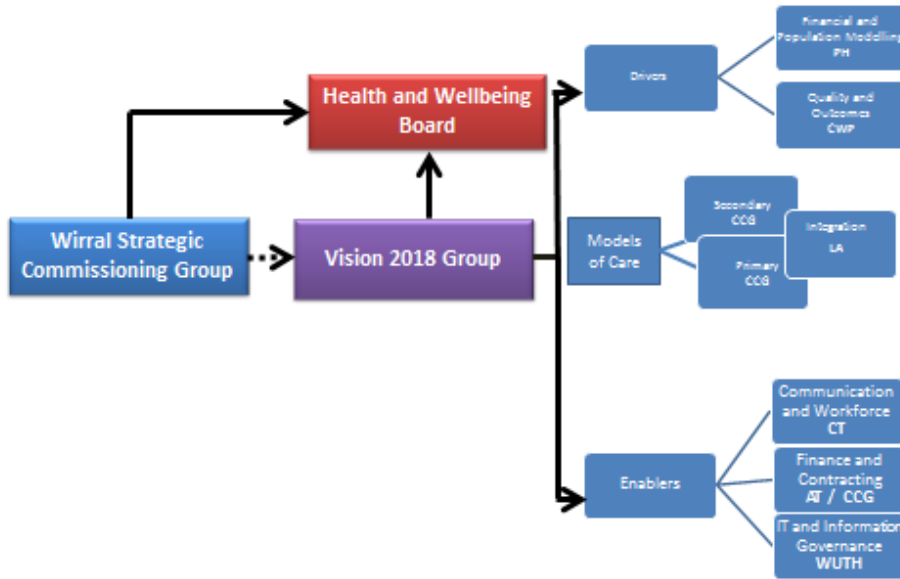 Health and Wellbeing
Board
Wirral Strategic
Commissioning Group
Vision 2018 Group
Drivers
Financial and
Population Modelling
PH
Quality and
Outcomes
CWP
Models
of Care
Secondary
CCG
Integration
LA
Primary
CCG
Enablers
Communication
and Workforce
CT
Finance and
Contracting
AT / CCG
IT and Information
Governance
WUTH